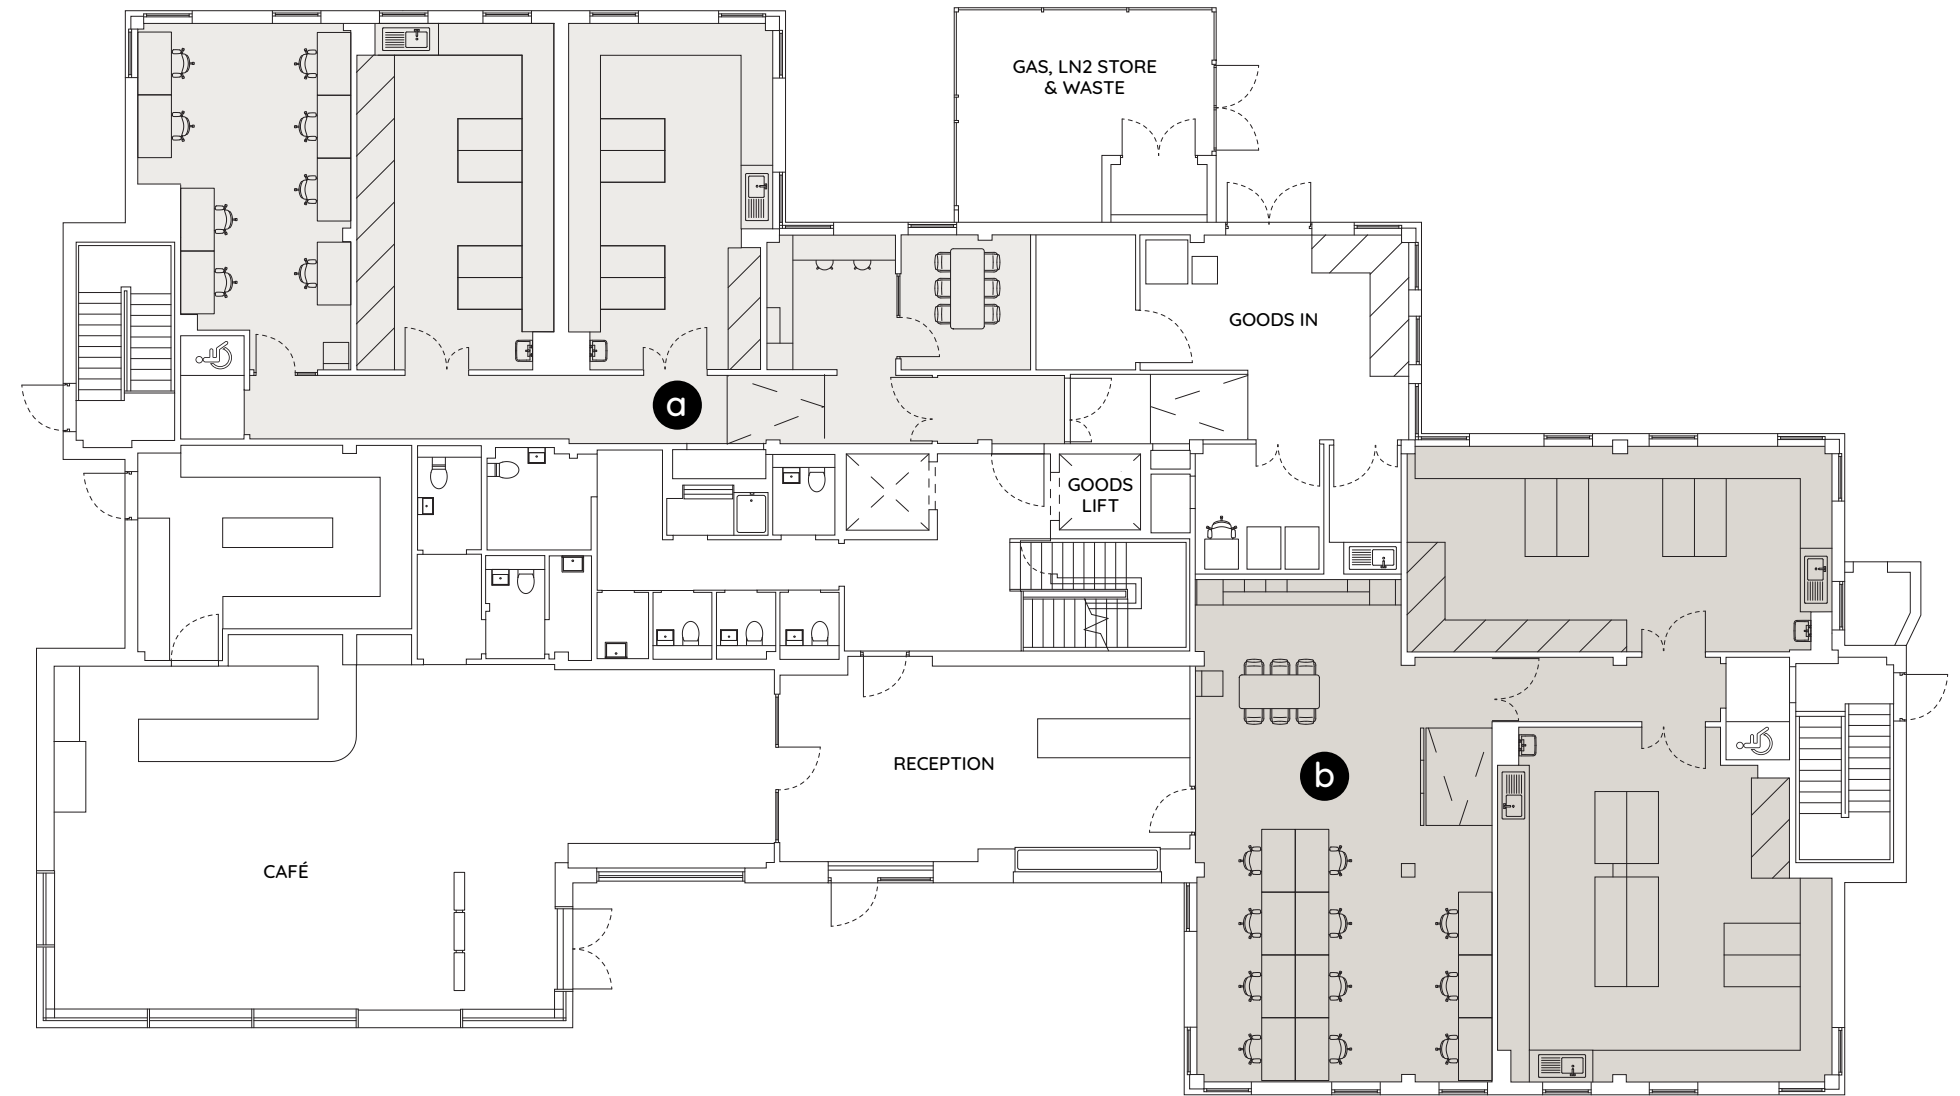 GAS, LN2 STORE
& WASTE
GOODS IN
a
GOODS
LIFT
RECEPTION
b
CAFÉ